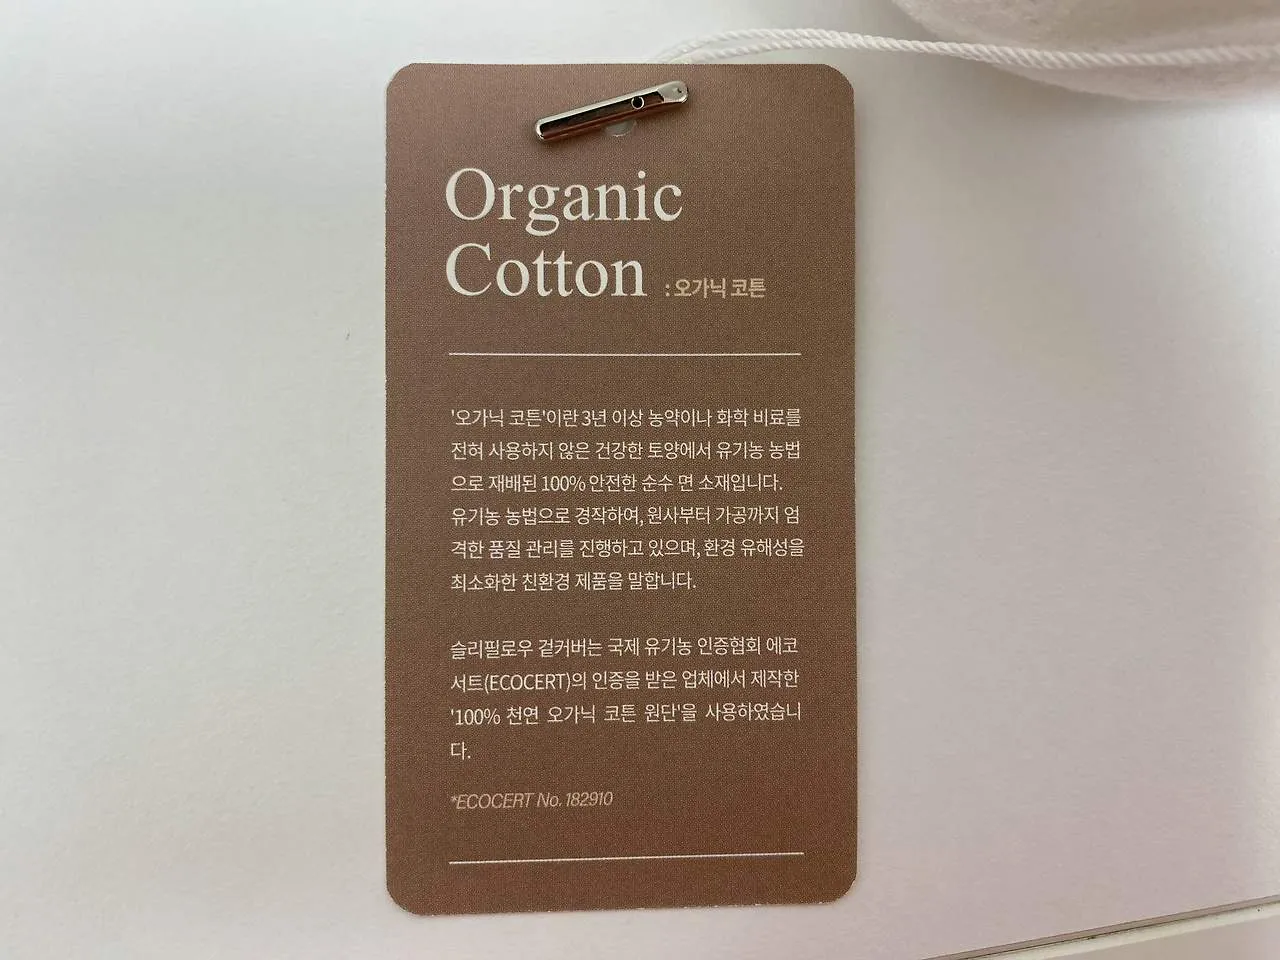 Organic
Cotton : 오가닉 코튼
'오가닉 코튼'이란 3년 이상 농약이나 화학 비료를
전혀 사용하지 않은 건강한 토양에서 유기농 농법
으로 재배된 100% 안전한 순수 면 소재입니다.
유기농 농법으로 경작하여, 원사부터 가공까지 엄
격한 품질 관리를 진행하고 있으며, 환경 유해성을
최소화한 친환경 제품을 말합니다.
슬리필로우 겉커버는 국제 유기농 인증협회 에코
서트(ECOCERT)의 인증을 받은 업체에서 제작한
'100% 천연 오가닉 코튼 원단'을 사용하였습니
다.
*ECOCERT No. 182910